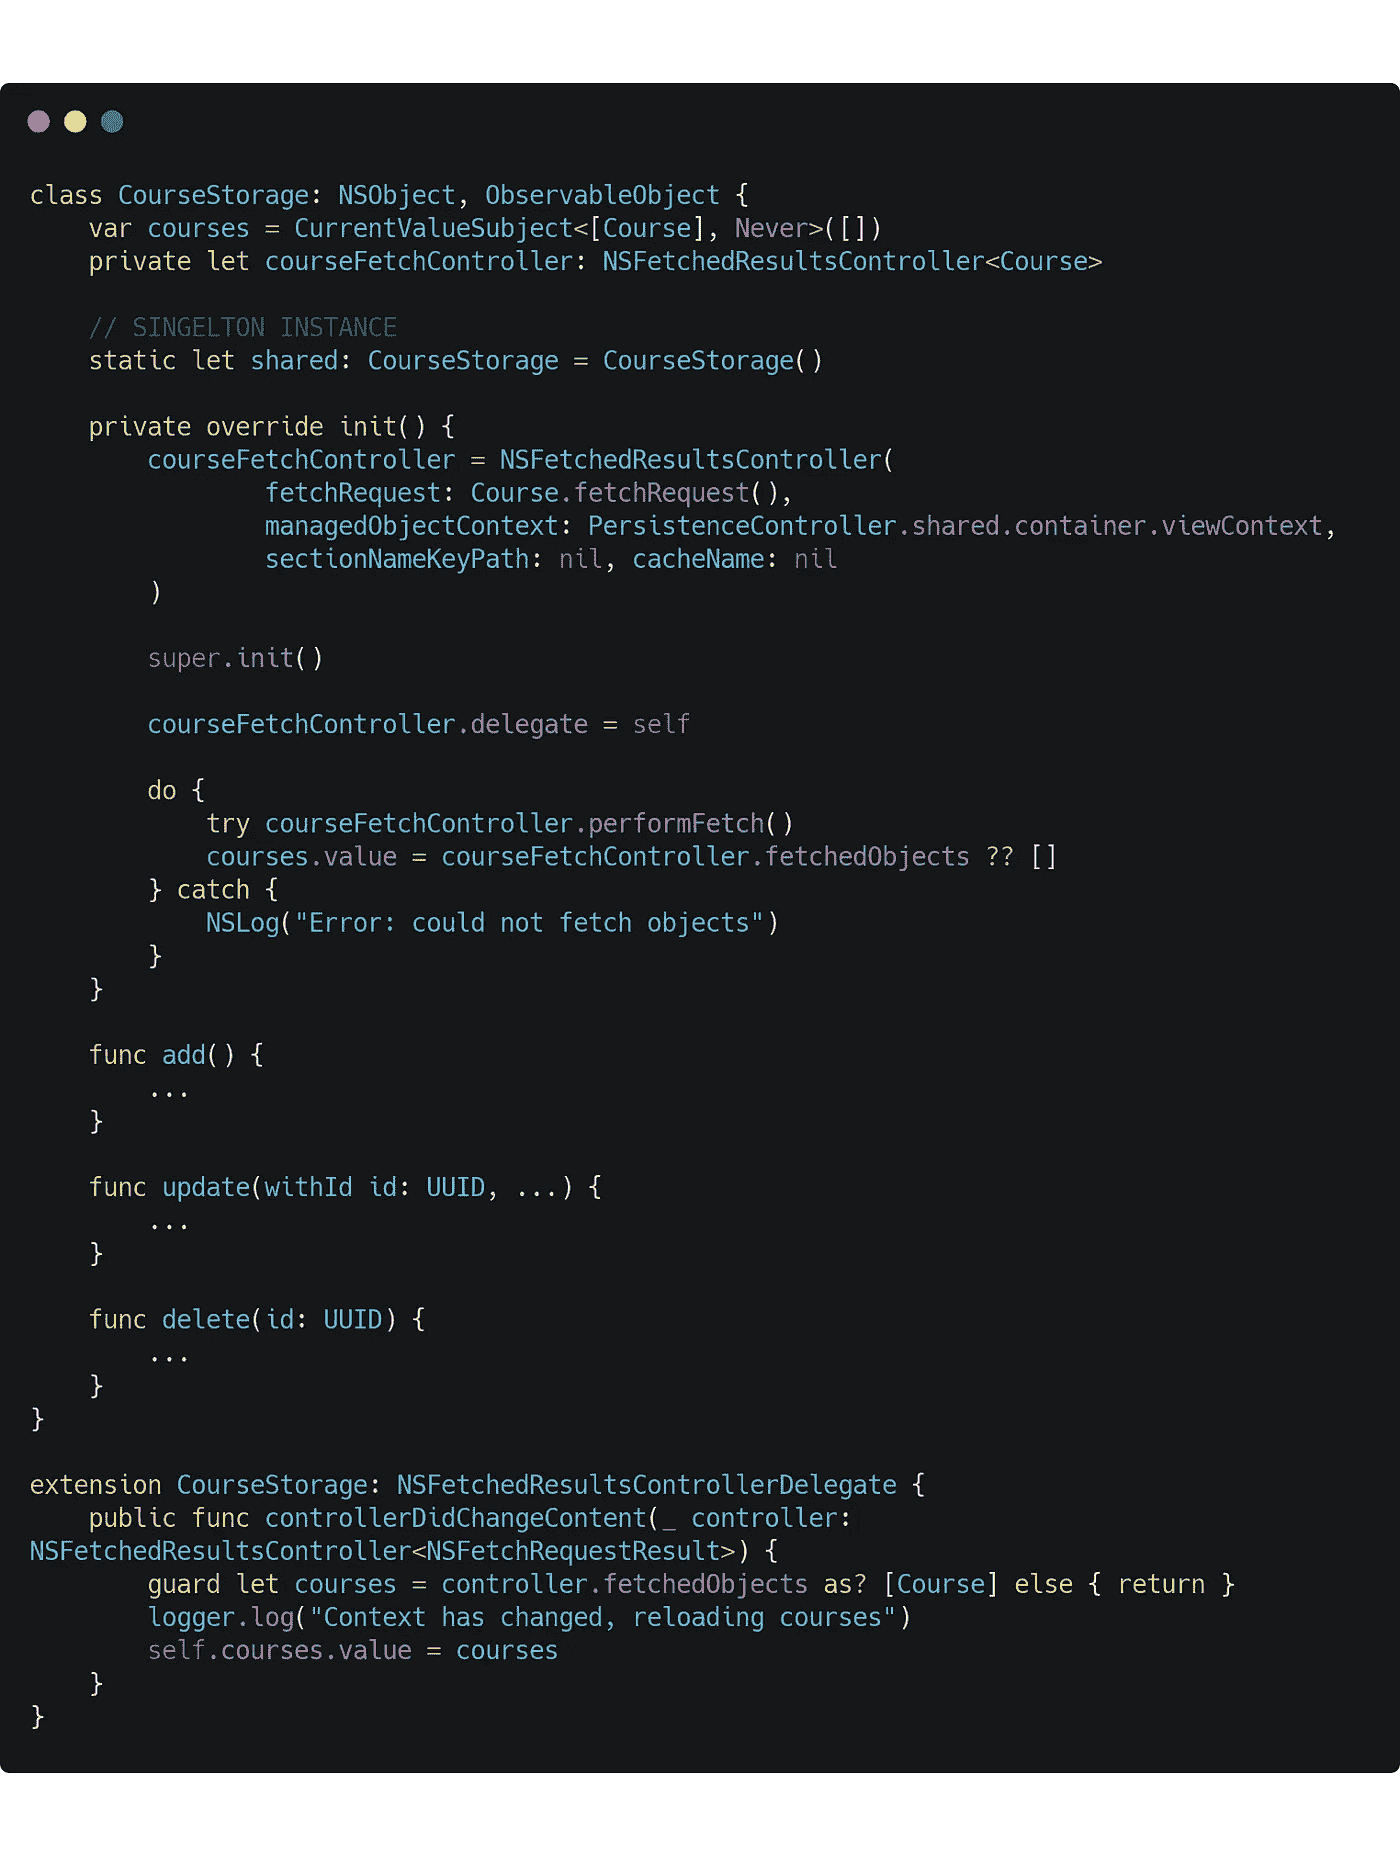 class CourseStorage: NSObject, ObservableObject {
    var courses = CurrentValueSubject<[Course], Never>([])
    private let courseFetchController: NSFetchedResultsController<Course>

    // SINGELTON INSTANCE
    static let shared: CourseStorage = CourseStorage()

    private override init() {
        courseFetchController = NSFetchedResultsController(
                fetchRequest: Course.fetchRequest(),
                managedObjectContext: PersistenceController.shared.container.viewContext,
                sectionNameKeyPath: nil, cacheName: nil
        )

        super.init()

        courseFetchController.delegate = self

        do {
            try courseFetchController.performFetch()
            courses.value = courseFetchController.fetchedObjects ?? []
        } catch {
            NSLog("Error: could not fetch objects")
        }
    }

    func add() {
        ...
    }

    func update(withId id: UUID, ...) {
        ...
    }

    func delete(id: UUID) {
        ...
    }
}

extension CourseStorage: NSFetchedResultsControllerDelegate {
    public func controllerDidChangeContent(_ controller:
NSFetchedResultsController<NSFetchRequestResult>) {
        guard let courses = controller.fetchedObjects as? [Course] else { return }
        logger.log("Context has changed, reloading courses")
        self.courses.value = courses
    }
}